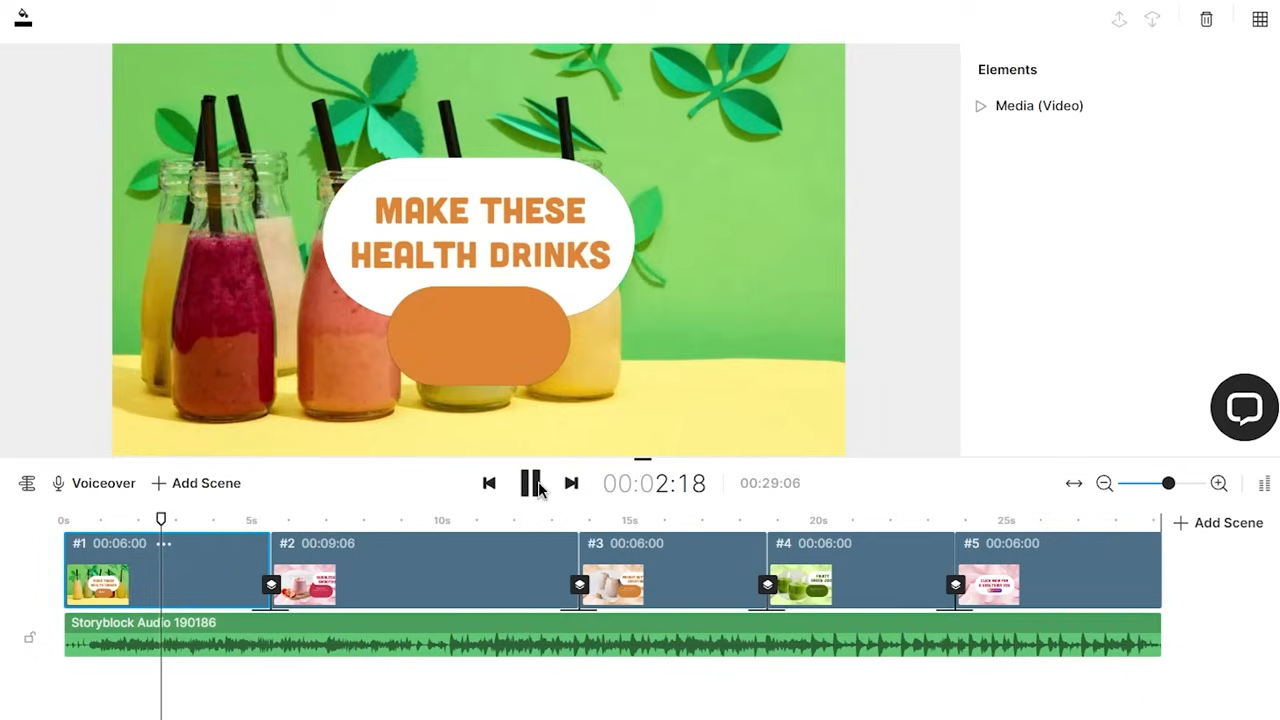 Elements
Media (Video)
MAKE THESE
HEALTH DRINKS
Voiceover
Add Scene
00:02:18
00:29:06
0s
5s
10s
15s
20s
25s
Add Scene
#1 00:06:00
#2 00:09:06
#3 00:06:00
#4 00:06:00
#5 00:06:00
Storyblock Audio 190186